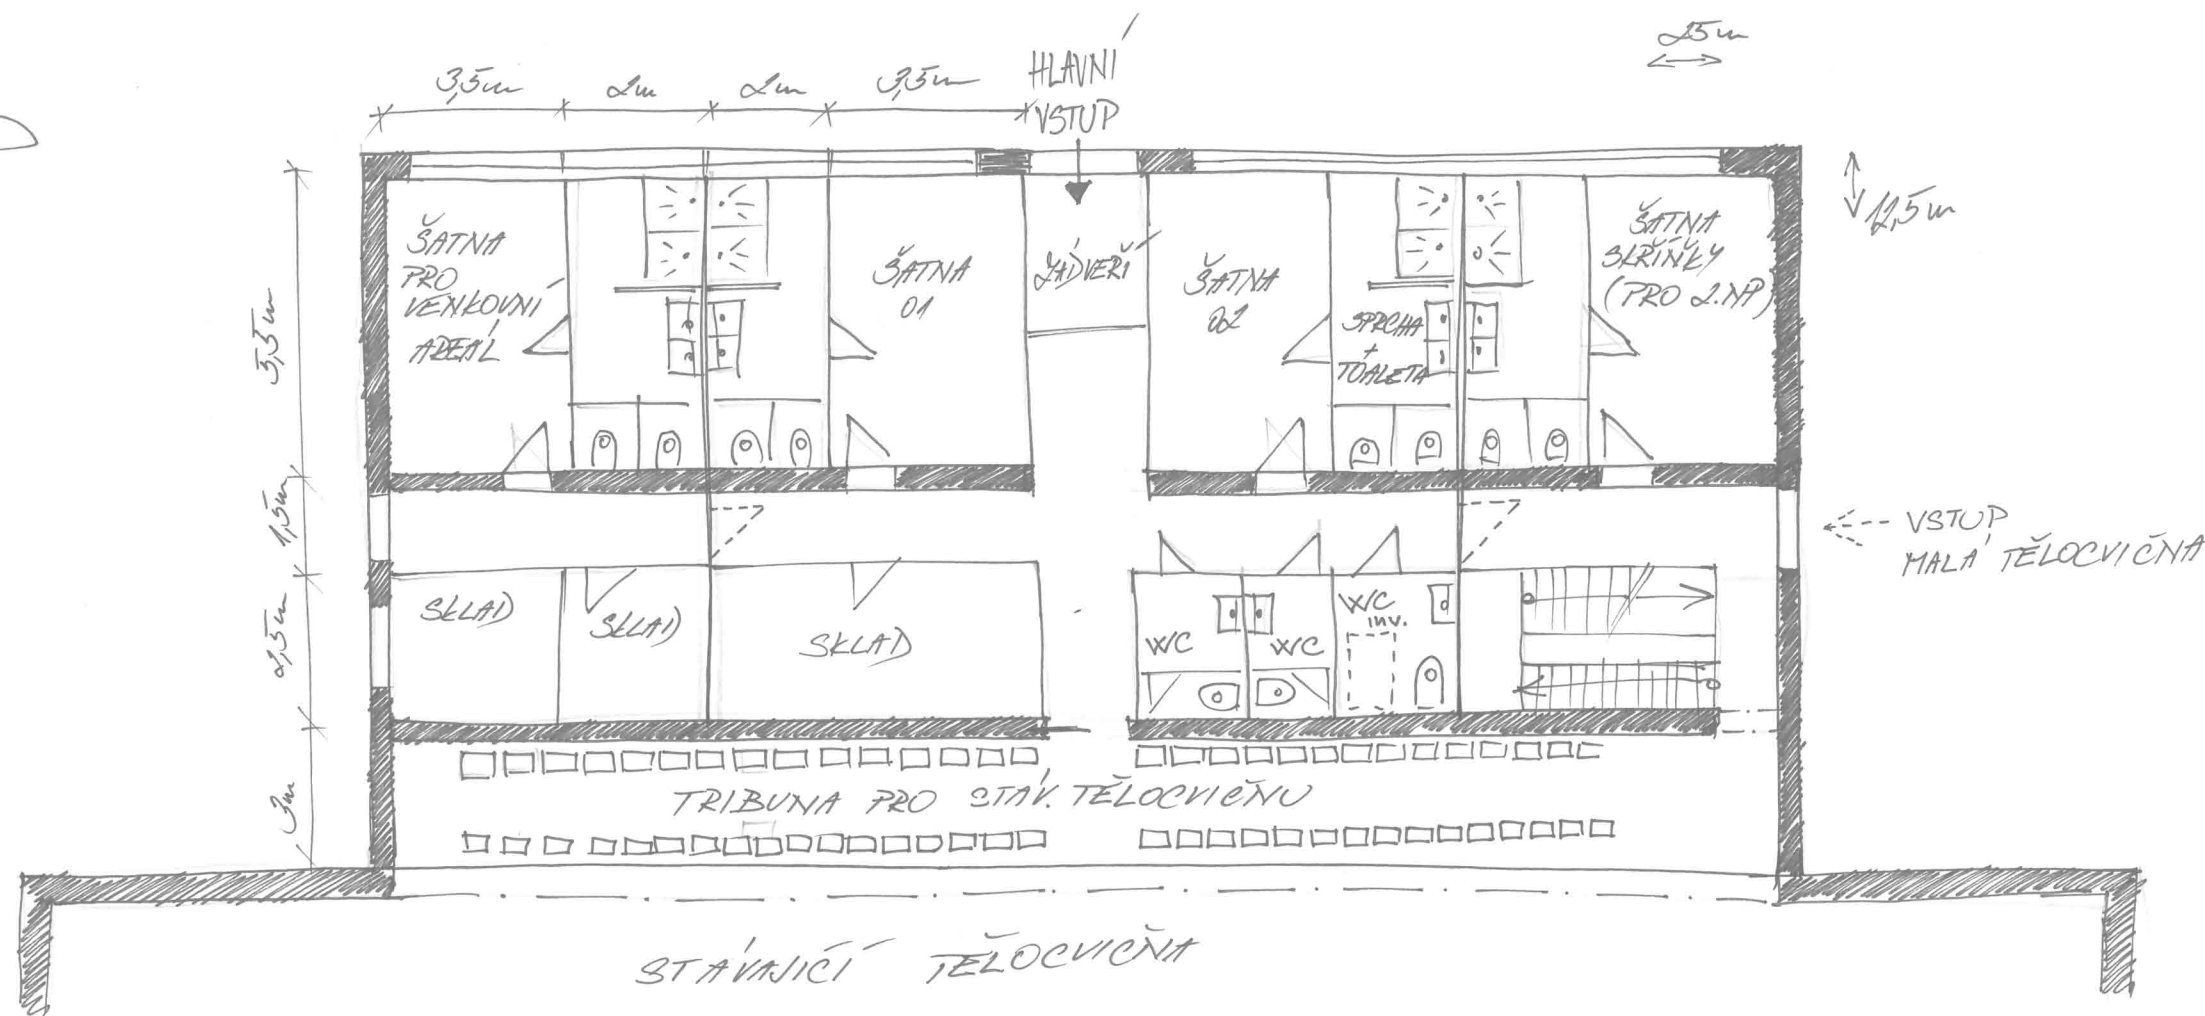 3,5m
2m
2m
3,5m
HLAVNÍ
VSTUP
25m
12,5m
5,5m
1,5m
2,5m
3m
ŠATNA
PRO
VENKOVNÍ
AREÁL
ŠATNA
01
ZÁDVEŘÍ
ŠATNA
02
SPRCHA
+
TOALETA
ŠATNA
SKŘÍŇKY
(PRO 2.NP)
VSTUP
MALÁ TĚLOCVIČNA
SKLAD
SKLAD
SKLAD
WC
WC
WC
inv.
TRIBUNA PRO STÁV. TĚLOCVIČNU
STÁVAJÍCÍ TĚLOCVIČNA